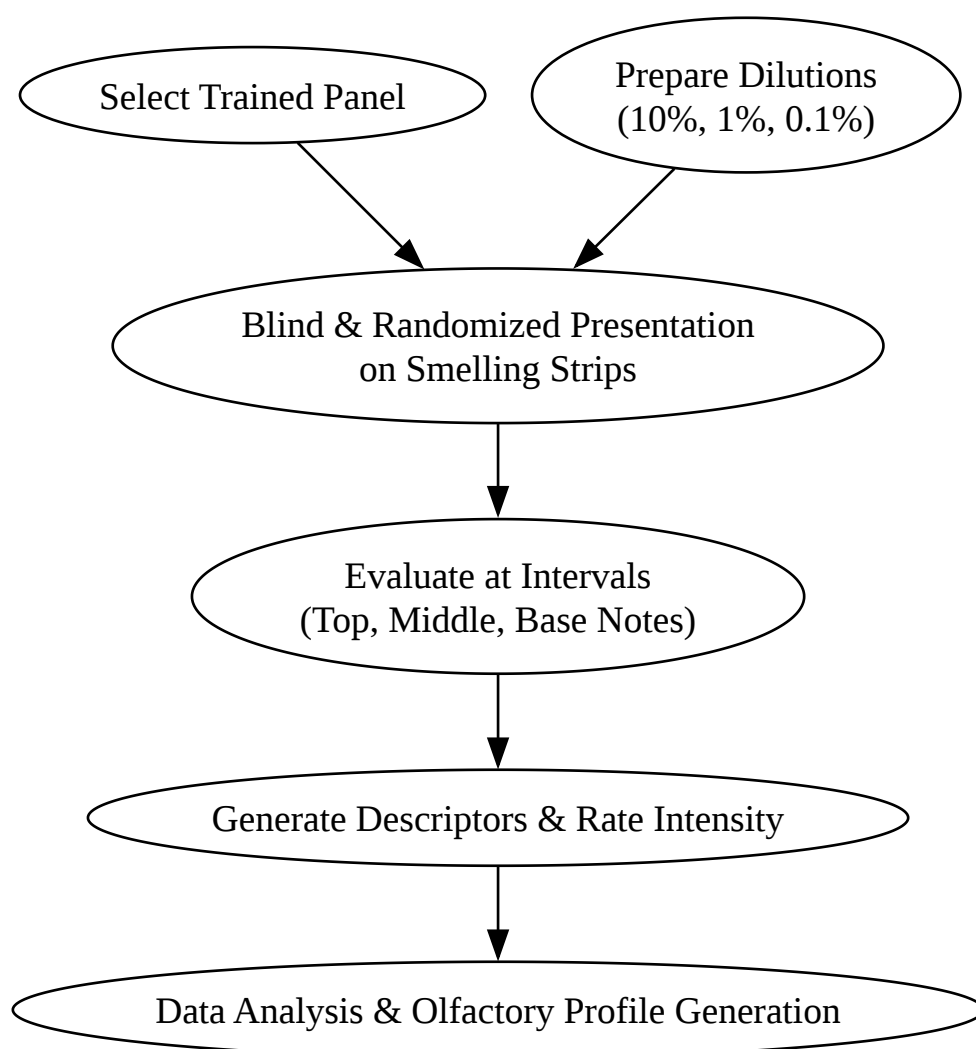 Select Trained Panel
Prepare Dilutions
(10%, 1%, 0.1%)
Blind & Randomized Presentation
on Smelling Strips
Evaluate at Intervals
(Top, Middle, Base Notes)
Generate Descriptors & Rate Intensity
Data Analysis & Olfactory Profile Generation